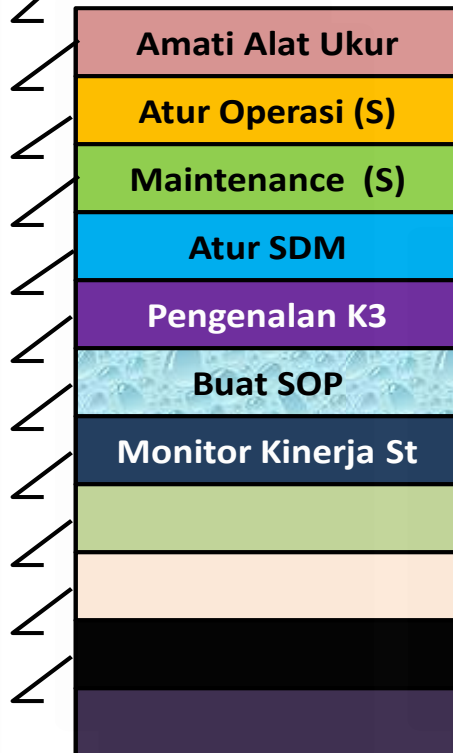 Amati Alat Ukur
Atur Operasi (S)
Maintenance (S)
Atur SDM
Pengenalan K3
Buat SOP
Monitor Kinerja St